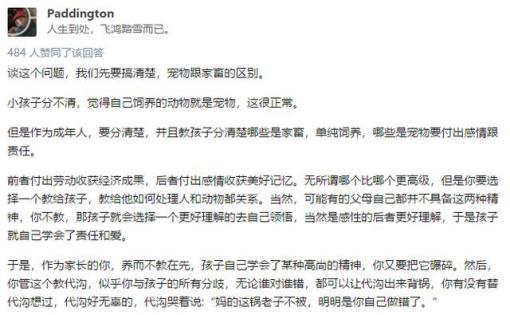 Paddington
人生到处，飞鸿踏雪而已。
484 人赞同了该回答
谈这个问题，我们先要搞清楚，宠物跟家畜的区别。
小孩子分不清，觉得自己饲养的动物就是宠物，这很正常。
但是作为成年人，要分清楚，并且教孩子分清楚哪些是家畜，单纯饲养，哪些是宠物要付出感情跟
责任。
前者付出劳动收获经济成果，后者付出感情收获美好记忆。无所谓哪个比哪个更高级，但是你要选
择一个教给孩子，教给他如何处理人和动物都关系。当然，可能有的父母自己都并不具备这两种精
神，你不教，那孩子就会选择一个更好理解的去自己领悟，当然是感性的后者更好理解，于是孩子
就自己学会了责任和爱。
于是，作为家长的你，养而不教在先，孩子自己学会了某种高尚的精神，你又要把它碾碎。然后，
你管这个教代沟，似乎你与孩子的所有分歧，无论谁对谁错，都可以让代沟出来背锅，你有没有替
代沟想过，代沟好无辜的，代沟哭着说：“妈的这锅老子不被，明明是你自己做错了。”